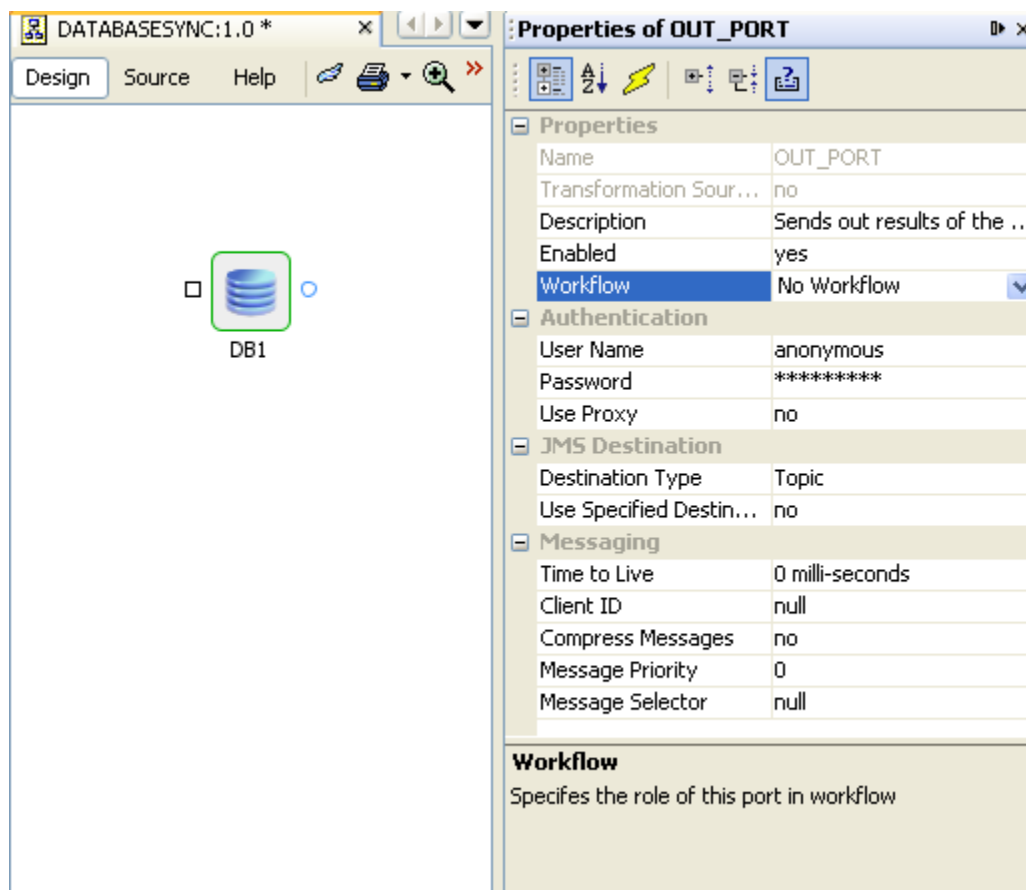 DATABASESYNC:1.0 *
Design Source Help
DB1
Properties of OUT_PORT
Properties
Name OUT_PORT
Transformation Sour... no
Description Sends out results of the ..
Enabled yes
Workflow No Workflow
Authentication
User Name anonymous
Password *********
Use Proxy no
JMS Destination
Destination Type Topic
Use Specified Destin... no
Messaging
Time to Live 0 milli-seconds
Client ID null
Compress Messages no
Message Priority 0
Message Selector null
Workflow
Specifes the role of this port in workflow